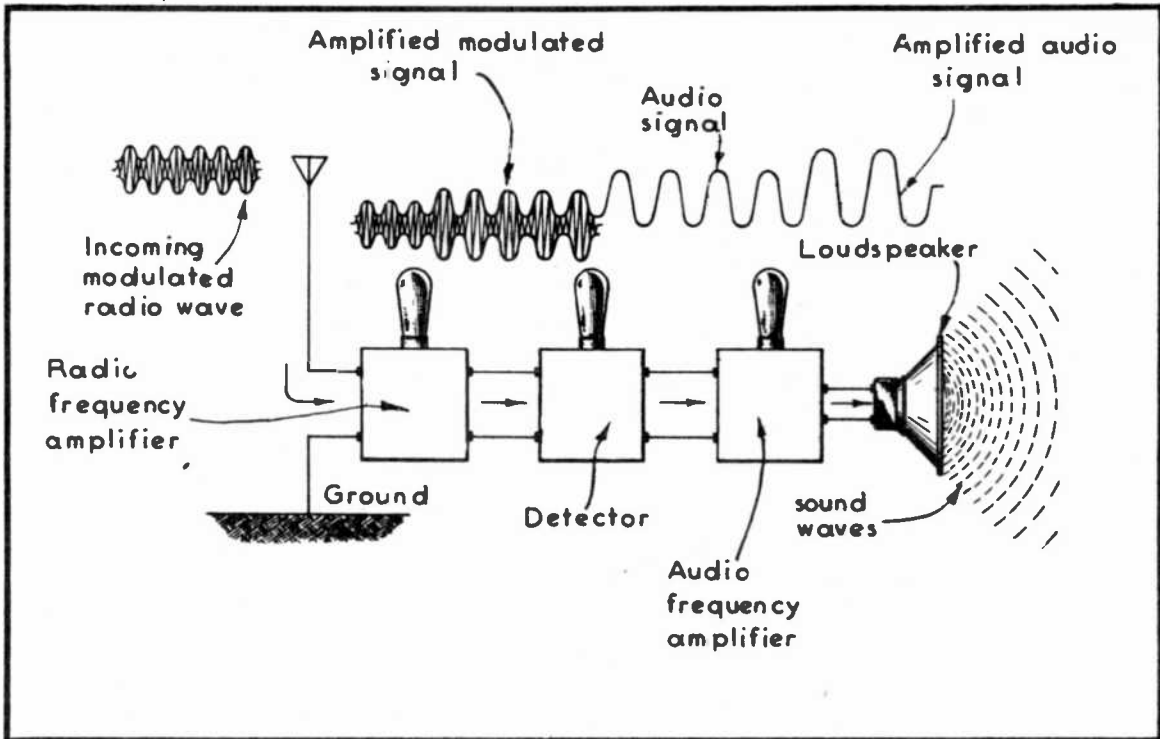 Amplified modulated
signal
Amplified audio
signal
Audio
signal
Incoming
modulated
radio wave
Loudspeaker
Radio
frequency
amplifier
Ground
Detector
sound
waves
Audio
frequency
amplifier